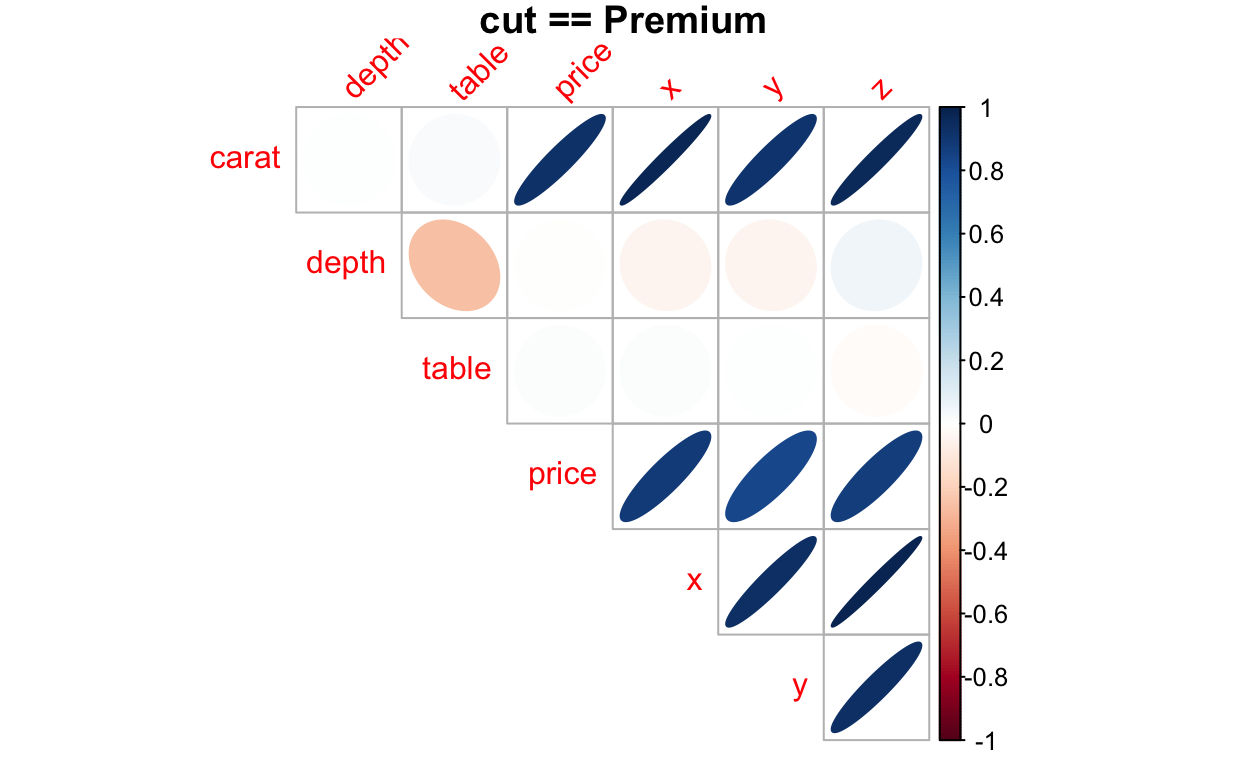 cut == Premium
depth table price x y z
carat
depth
table
price
x
y
1
0.8
0.6
0.4
0.2
0
-0.2
-0.4
-0.6
-0.8
-1